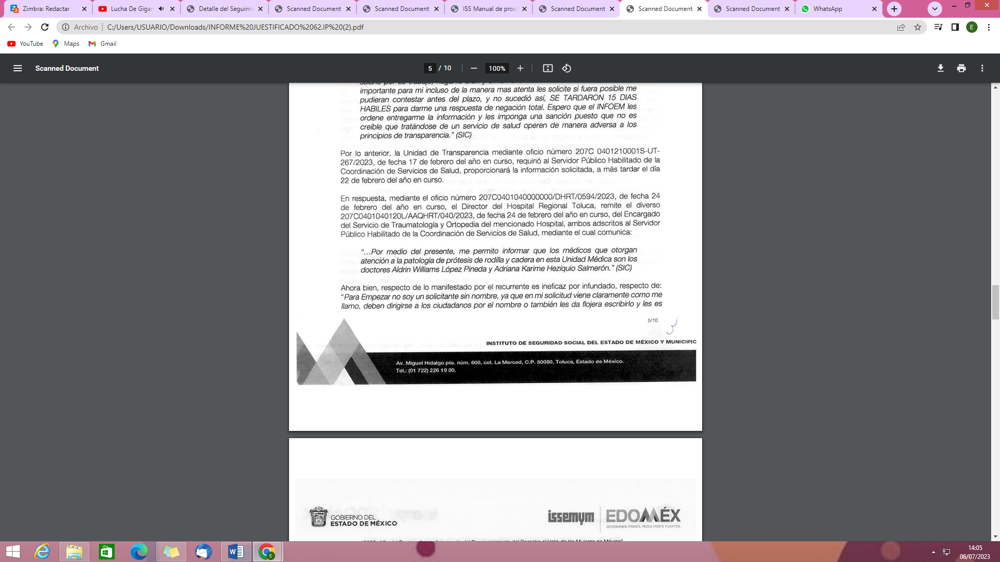 Zimbra: Redactar
Lucha De Gigan
Detalle del Seguimi
Scanned Document
Scanned Document
ISS Manual de proc
Scanned Document
Scanned Document
Scanned Document
WhatsApp
Archivo
C:/Users/USUARIO/Downloads/INFORME%20JUESTIFICADO%2062.IP%20(2).pdf
E
YouTube
Maps
Gmail
Scanned Document
5 / 10
100%
importante para mi incluso de la manera mas atenta les solicite si fuera posible me
pudieran contestar antes del plazo, y no sucedió así, SE TARDARON 15 DIAS
HABILES para darme una respuesta de negación total. Espero que el INFOEM les
ordene entregarme la información y les imponga una sanción puesto que no es
creíble que tratándose de un servicio de salud operen de manera adversa a los
principios de transparencia." (SIC)
Por lo anterior, la Unidad de Transparencia mediante oficio número 207C 0401210001S-UT-
267/2023, de fecha 17 de febrero del año en curso, requirió al Servidor Público Habilitado de la
Coordinación de Servicios de Salud, proporcionará la información solicitada, a más tardar el día
22 de febrero del año en curso.
En respuesta, mediante el oficio número 207C0401040000000/DHRT/0594/2023, de fecha 24
de febrero del año en curso, el Director del Hospital Regional Toluca, remite el diverso
207C0401040120L/AAQHRT/040/2023, de fecha 24 de febrero del año en curso, del Encargado
del Servicio de Traumatología y Ortopedia del mencionado Hospital, ambos adscritos al Servidor
Público Habilitado de la Coordinación de Servicios de Salud, mediante el cual comunica:
"...Por medio del presente, me permito informar que los médicos que otorgan
atención a la patología de prótesis de rodilla y cadera en esta Unidad Médica son los
doctores Aldrin Williams López Pineda y Adriana Karime Heziquio Salmerón." (SIC)
Ahora bien, respecto de lo manifestado por el recurrente es ineficaz por infundado, respecto de:
"Para Empezar no soy un solicitante sin nombre, ya que en mi solicitud viene claramente como me
llamo, deben dirigirse a los ciudadanos por el nombre o también les da flojera escribirlo y les es
5/10
INSTITUTO DE SEGURIDAD SOCIAL DEL ESTADO DE MÉXICO Y MUNICIPIO
Av. Miguel Hidalgo pte. núm. 600, col. La Merced, C.P. 50080, Toluca, Estado de México.
Tel.: (01 722) 226 19 00.
GOBIERNO DEL
ESTADO DE MÉXICO
issemym
EDOMÉX
DECISIONES FIRMES, RESULTADOS FUERTES.
14:05
06/07/2023